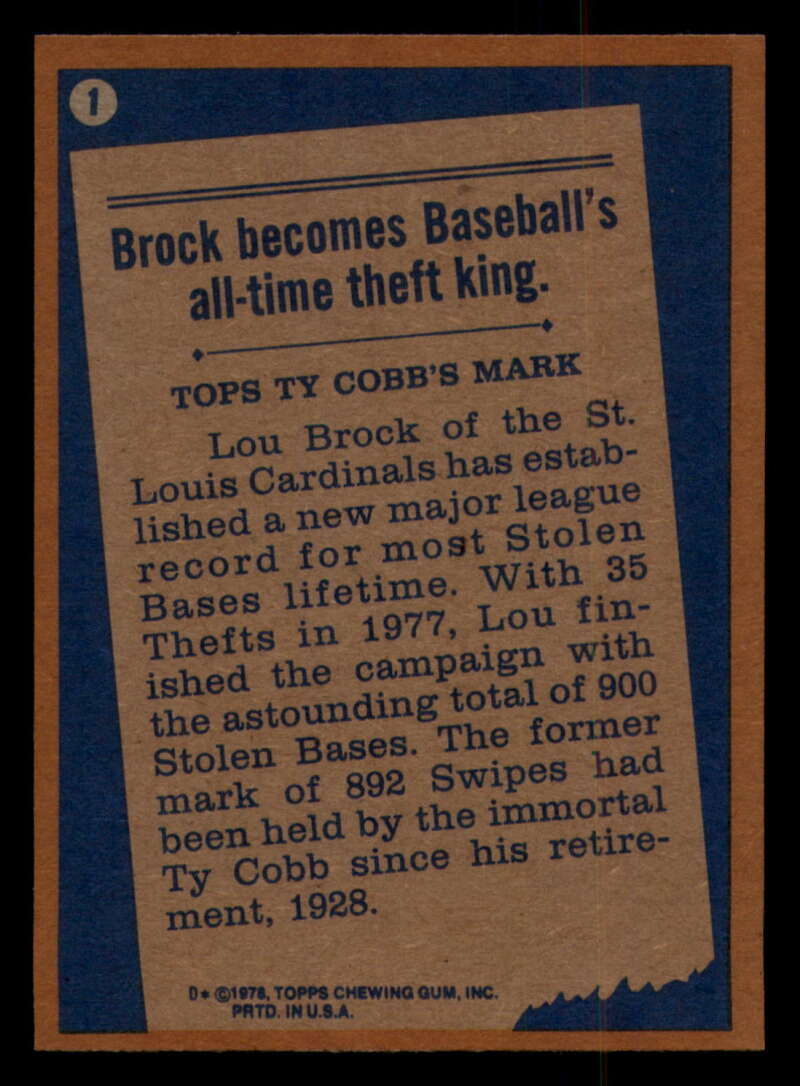 1
Brock becomes Baseball's
all-time theft king.
TOPS TY COBB'S MARK
Lou Brock of the St.
Louis Cardinals has estab-
lished a new major league
record for most Stolen
Bases lifetime. With 35
Thefts in 1977, Lou fin-
ished the campaign with
the astounding total of 900
Stolen Bases. The former
mark of 892 Swipes had
been held by the immortal
Ty Cobb since his retire-
ment, 1928.
D* ©1978, TOPPS CHEWING GUM, INC.
PRTD. IN U.S.A.